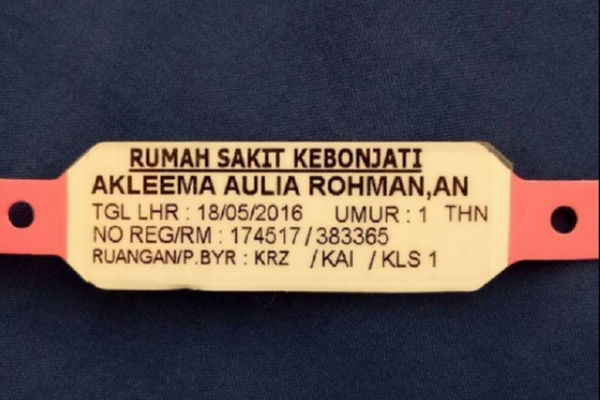 RUMAH SAKIT KEBONJATI
AKLEEMA AULIA ROHMAN,AN
TGL LHR : 18/05/2016 UMUR : 1 THN
NO REG/RM : 174517 / 383365
RUANGAN/P.BYR : KRZ / KAI / KLS 1